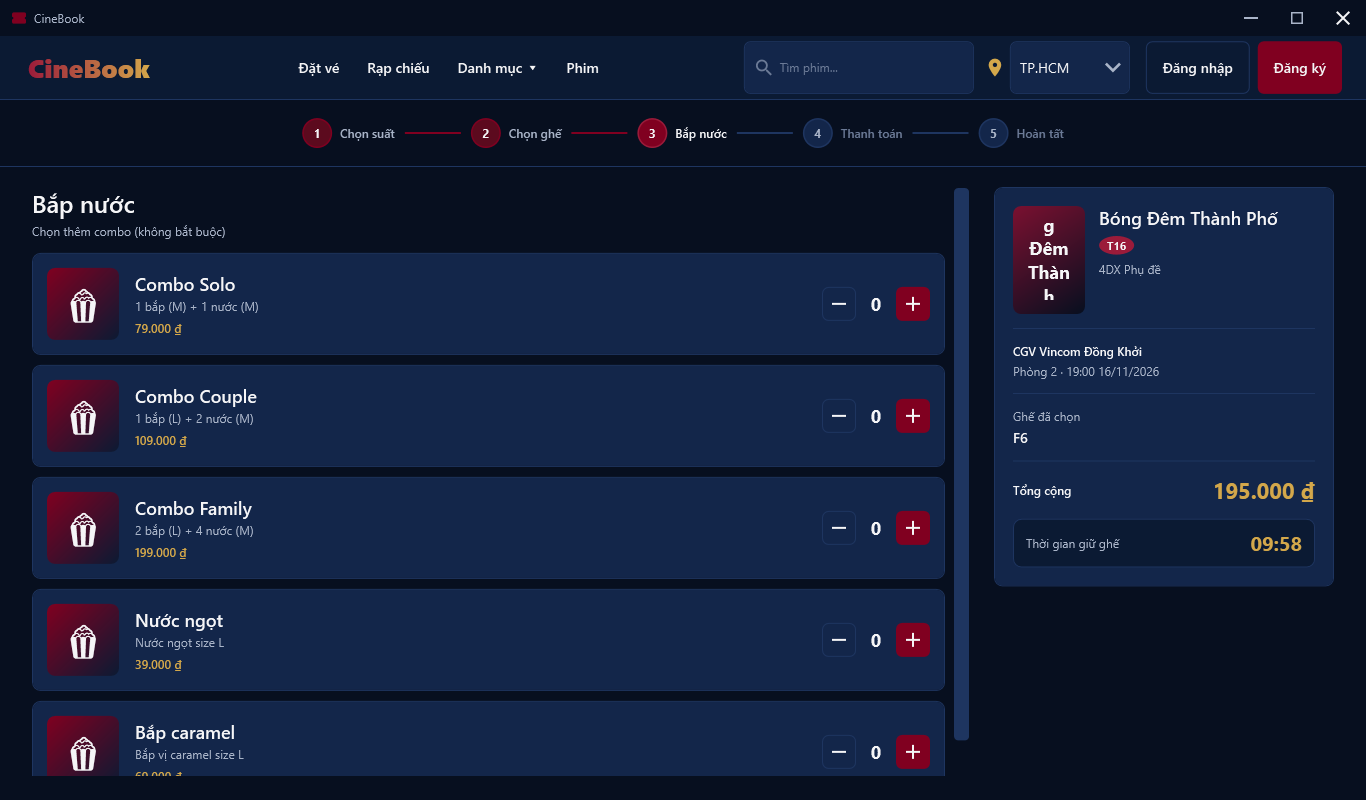 CineBook
CineBook
Đặt vé
Rạp chiếu
Danh mục
Phim
Tìm phim...
TP.HCM
Đăng nhập
Đăng ký
1 Chọn suất
2 Chọn ghế
3 Bắp nước
4 Thanh toán
5 Hoàn tất
Bắp nước
Chọn thêm combo (không bắt buộc)
Combo Solo
1 bắp (M) + 1 nước (M)
79.000 ₫
0
Combo Couple
1 bắp (L) + 2 nước (M)
109.000 ₫
0
Combo Family
2 bắp (L) + 4 nước (M)
199.000 ₫
0
Nước ngọt
Nước ngọt size L
39.000 ₫
0
Bắp caramel
Bắp vị caramel size L
69.000 ₫
0
g
Đêm
Thàn
h
Bóng Đêm Thành Phố
T16
4DX Phụ đề
CGV Vincom Đồng Khởi
Phòng 2 · 19:00 16/11/2026
Ghế đã chọn
F6
Tổng cộng
195.000 ₫
Thời gian giữ ghế
09:58